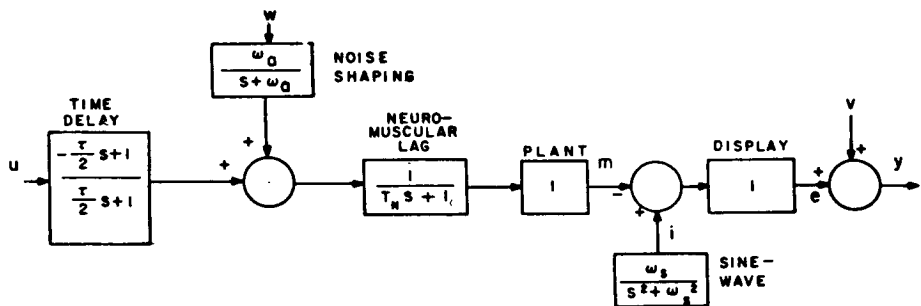 w
ω_a
s + ω_a
NOISE
SHAPING
TIME
DELAY
-τ/2 s+1
τ/2 s+1
u
+
+
NEURO-
MUSCULAR
LAG
1
T_N s + 1
PLANT
1
m
-
+
i
ω_s
s² + ω_s²
SINE-
WAVE
DISPLAY
1
+
e
v
+
y